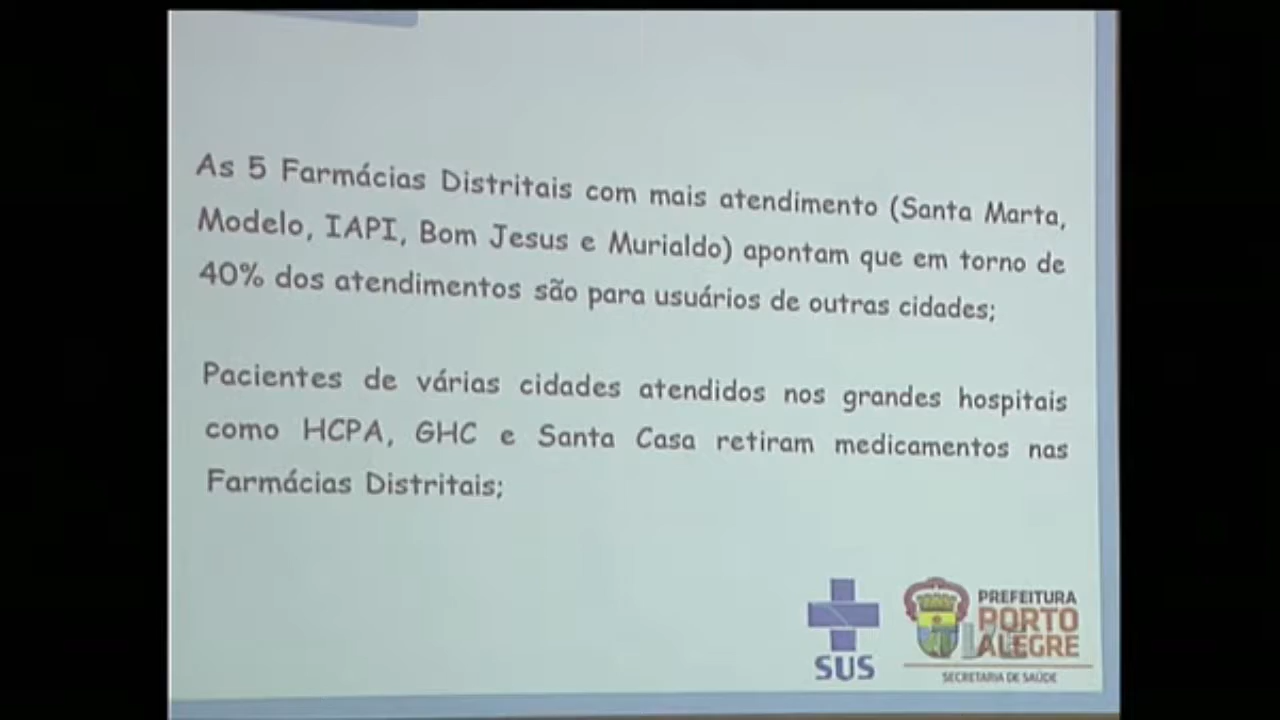 As 5 Farmácias Distritais com mais atendimento (Santa Marta,
Modelo, IAPI, Bom Jesus e Murialdo) apontam que em torno de
40% dos atendimentos são para usuários de outras cidades;
Pacientes de várias cidades atendidos nos grandes hospitais
como HCPA, GHC e Santa Casa retiram medicamentos nas
Farmácias Distritais;
SUS
PREFEITURA
PORTO
ALEGRE
SECRETARIA DE SAÚDE